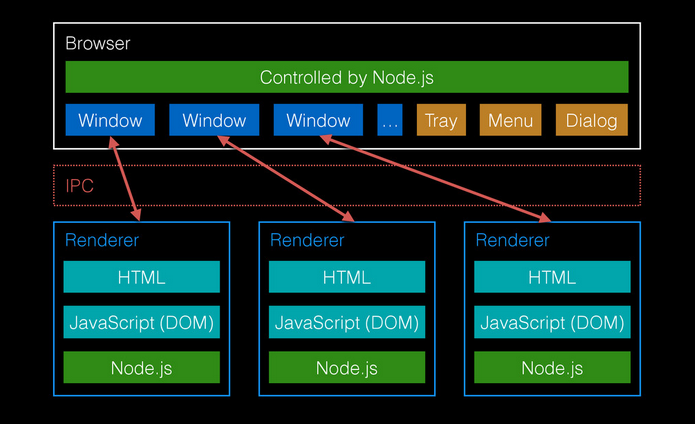 Browser
Controlled by Node.js
Window Window Window ... Tray Menu Dialog
IPC
Renderer Renderer Renderer
HTML HTML HTML
JavaScript (DOM) JavaScript (DOM) JavaScript (DOM)
Node.js Node.js Node.js